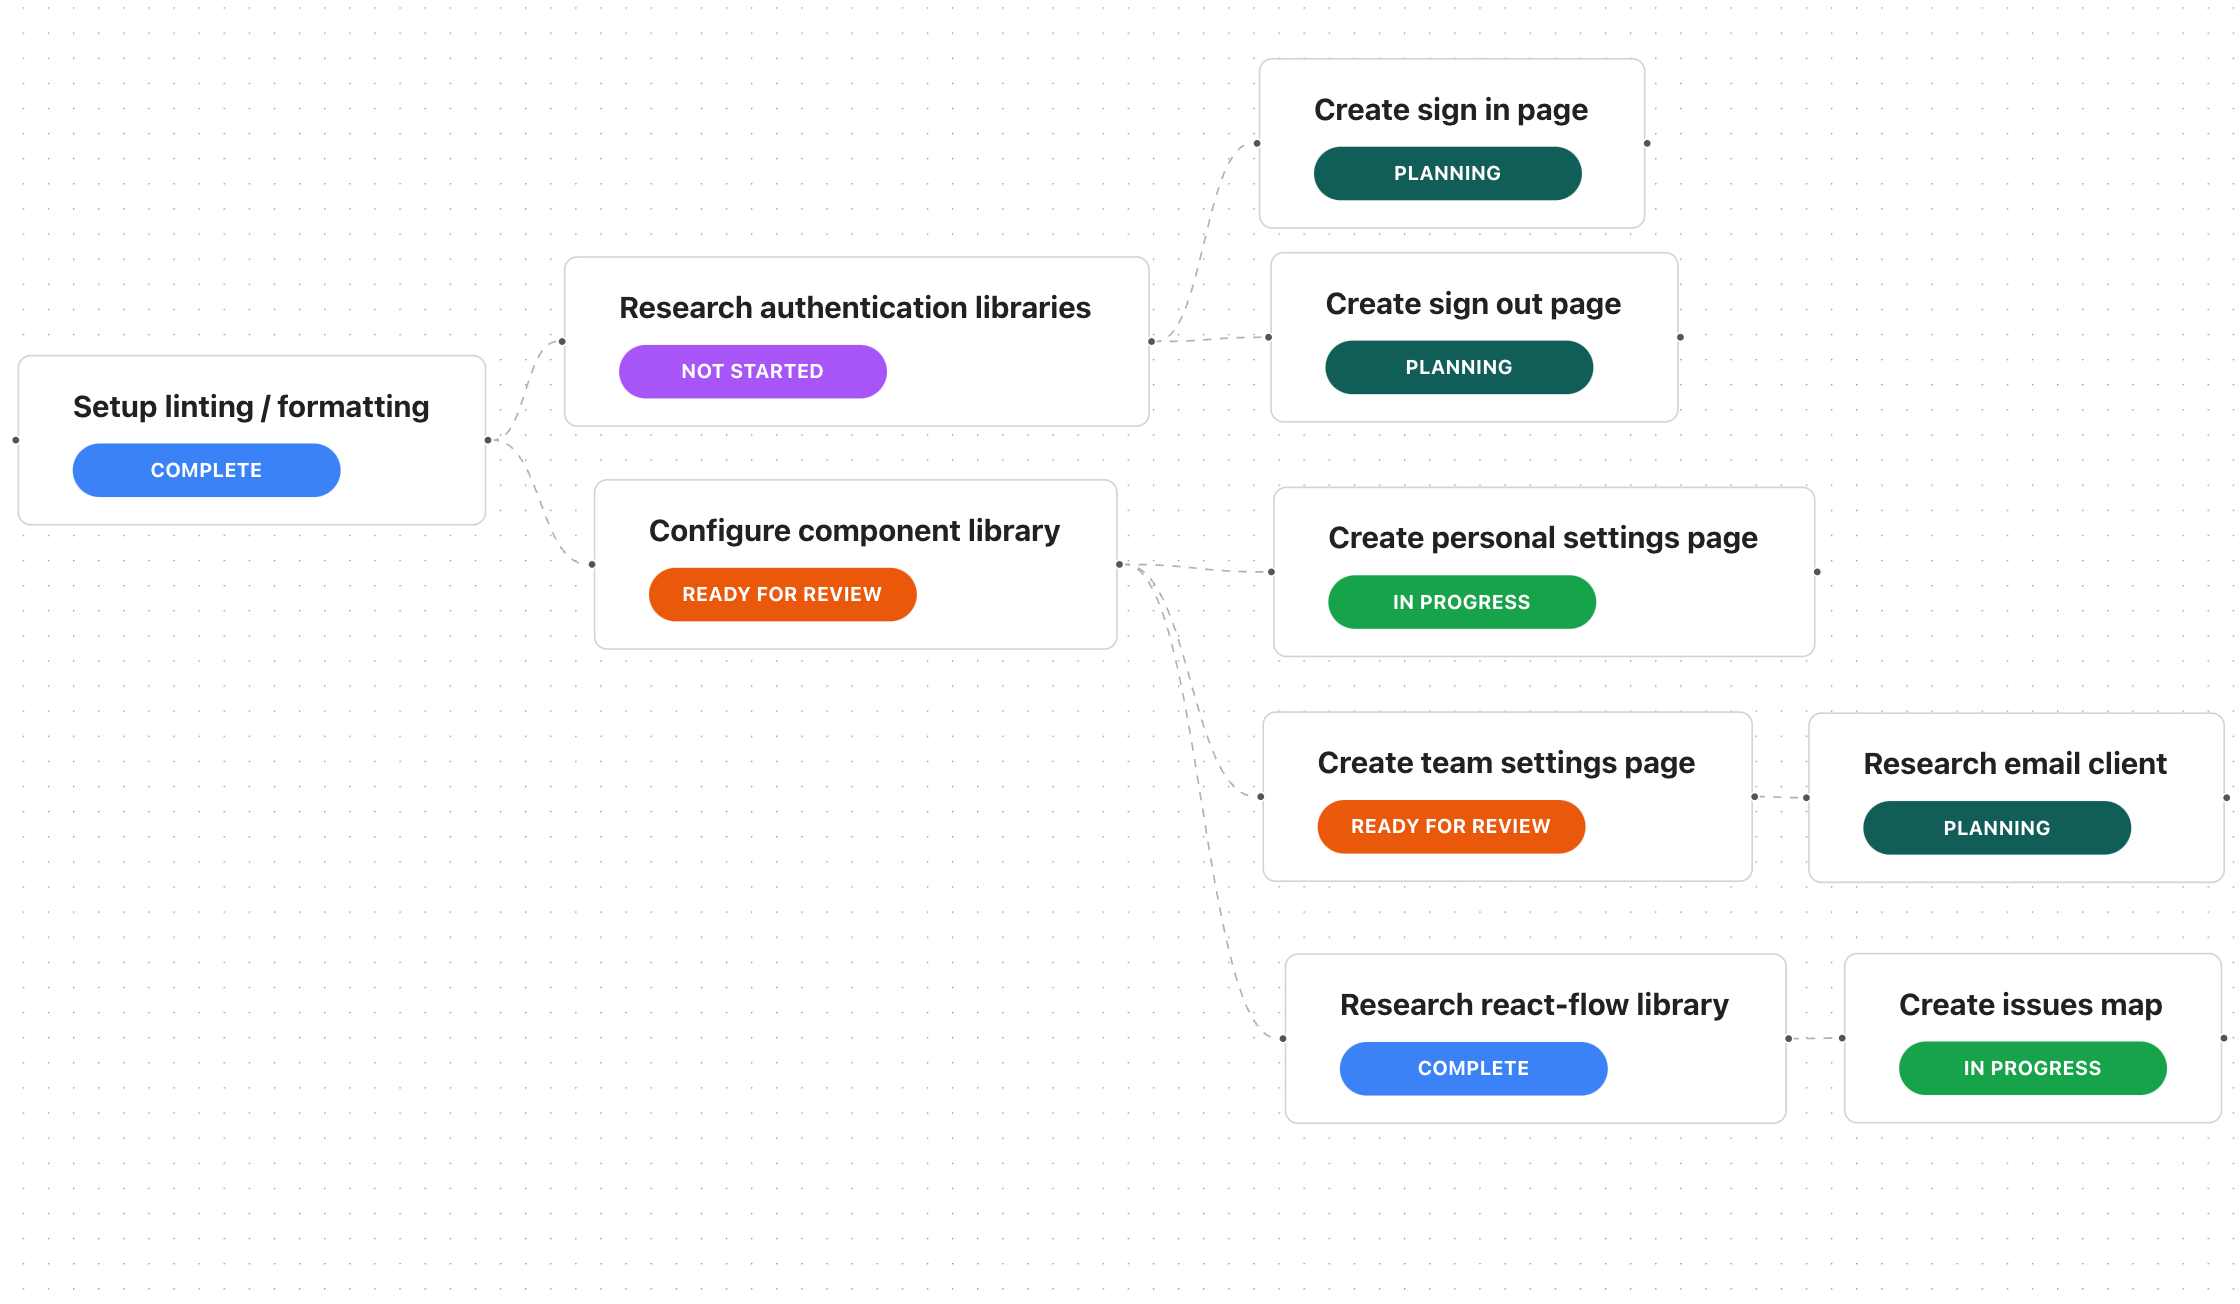 Create sign in page
PLANNING
Create sign out page
PLANNING
Research authentication libraries
NOT STARTED
Setup linting / formatting
COMPLETE
Configure component library
READY FOR REVIEW
Create personal settings page
IN PROGRESS
Create team settings page
READY FOR REVIEW
Research email client
PLANNING
Research react-flow library
COMPLETE
Create issues map
IN PROGRESS